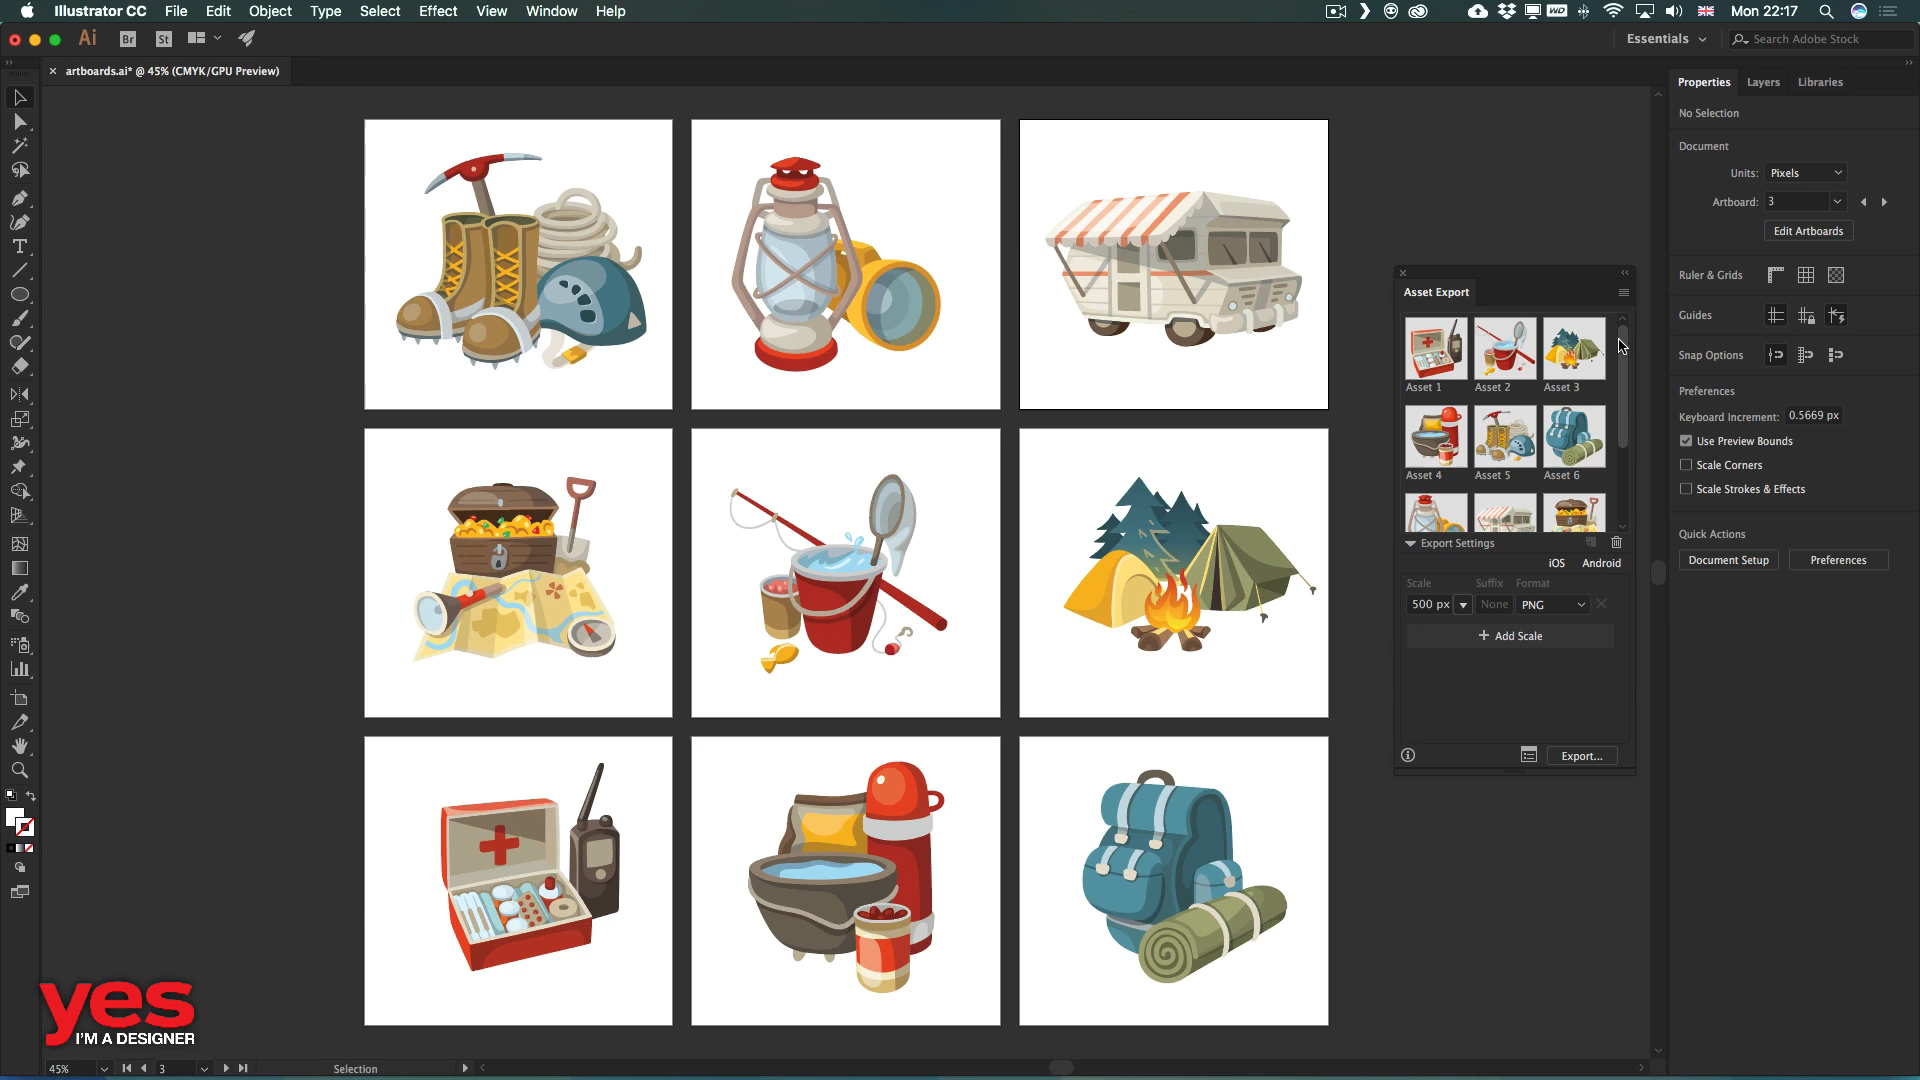 Illustrator CC File Edit Object Type Select Effect View Window Help
WD
Mon 22:17
Ai Br St
Essentials
Search Adobe Stock
artboards.ai* @ 45% (CMYK/GPU Preview)
Properties Layers Libraries
No Selection
Document
Units: Pixels
Artboard: 3
Edit Artboards
Ruler & Grids
Guides
Snap Options
Preferences
Keyboard Increment: 0.5669 px
Use Preview Bounds
Scale Corners
Scale Strokes & Effects
Quick Actions
Document Setup Preferences
Asset Export
Asset 1 Asset 2 Asset 3
Asset 4 Asset 5 Asset 6
Export Settings
iOS Android
Scale Suffix Format
500 px None PNG
+ Add Scale
Export...
yes
I'M A DESIGNER
45% 3 Selection